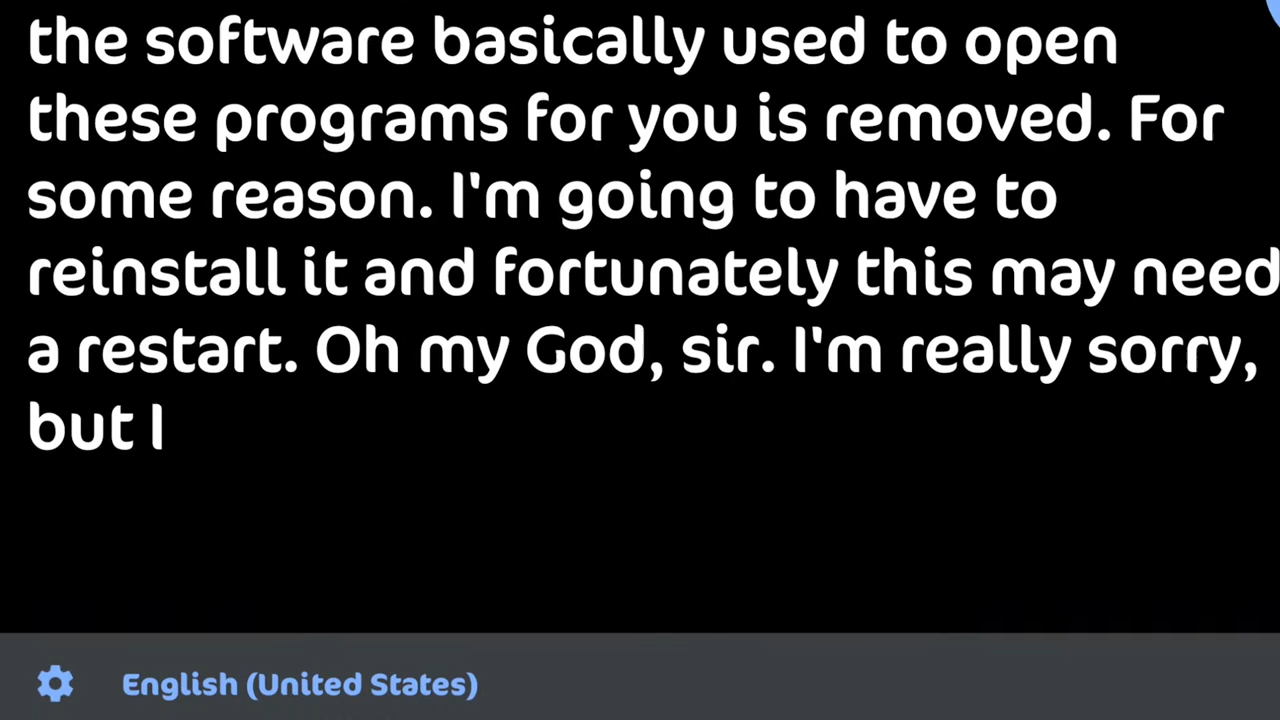 the software basically used to open
these programs for you is removed. For
some reason. I'm going to have to
reinstall it and fortunately this may need
a restart. Oh my God, sir. I'm really sorry,
but I
English (United States)